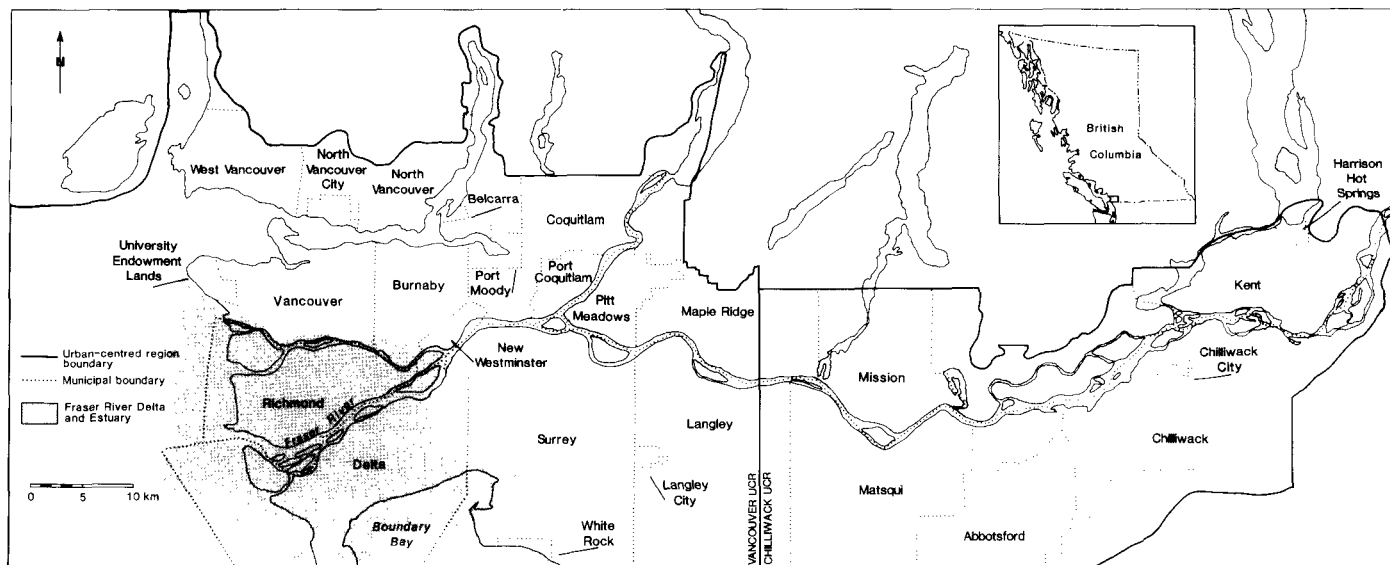 N
West Vancouver
North
Vancouver
City
North
Vancouver
Belcarra
Coquitlam
British
Columbia
Harrison
Hot
Springs
University
Endowment
Lands
Vancouver
Burnaby
Port
Moody
Port
Coquitlam
Pitt
Meadows
Maple Ridge
Kent
New
Westminster
Urban-centred region
boundary
Municipal boundary
Fraser River Delta
and Estuary
Richmond
Fraser River
Mission
Chilliwack
City
Surrey
Langley
Chilliwack
Delta
Langley
City
Matsqui
0 5 10 km
Boundary
Bay
White
Rock
Abbotsford
VANCOUVER UCR
CHILLIWACK UCR